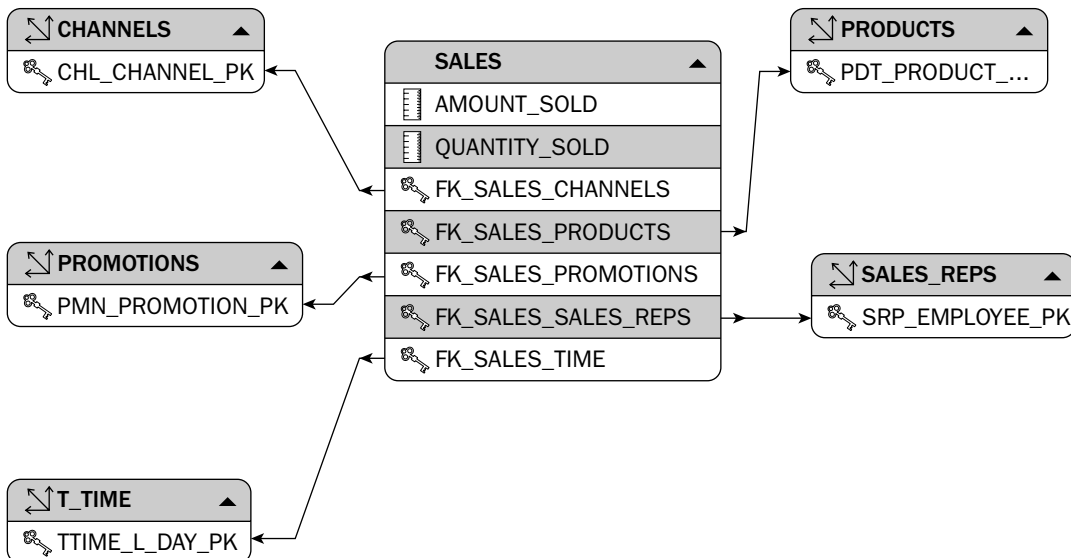 CHANNELS
CHL_CHANNEL_PK
SALES
AMOUNT_SOLD
QUANTITY_SOLD
FK_SALES_CHANNELS
FK_SALES_PRODUCTS
FK_SALES_PROMOTIONS
FK_SALES_SALES_REPS
FK_SALES_TIME
PRODUCTS
PDT_PRODUCT_...
PROMOTIONS
PMN_PROMOTION_PK
SALES_REPS
SRP_EMPLOYEE_PK
T_TIME
TTIME_L_DAY_PK